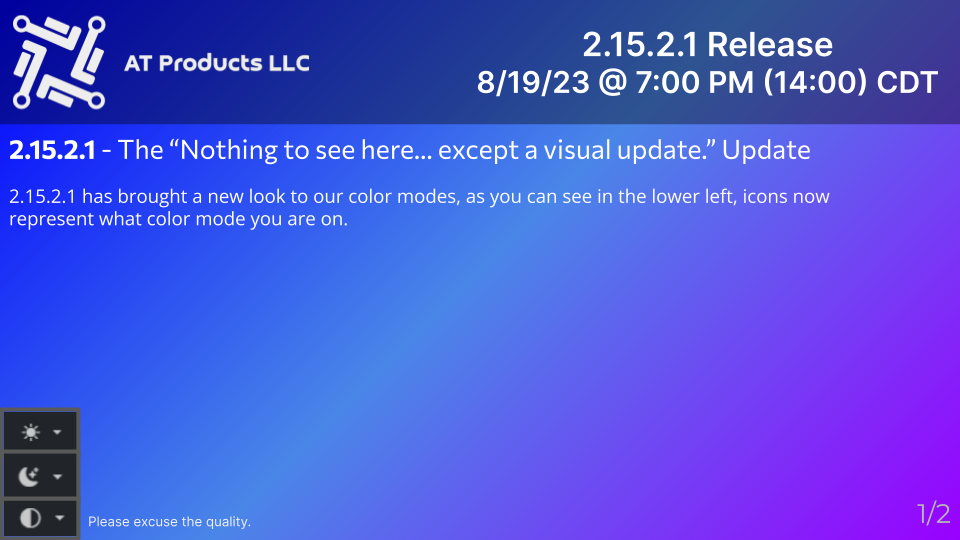 AT Products LLC
2.15.2.1 Release
8/19/23 @ 7:00 PM (14:00) CDT
2.15.2.1 - The “Nothing to see here... except a visual update.” Update
2.15.2.1 has brought a new look to our color modes, as you can see in the lower left, icons now
represent what color mode you are on.
Please excuse the quality.
1/2